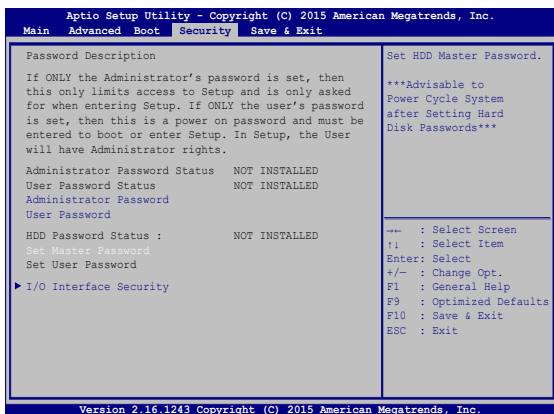 Aptio Setup Utility - Copyright (C) 2015 American Megatrends, Inc.
Main Advanced Boot Security Save & Exit
Password Description
If ONLY the Administrator's password is set, then
this only limits access to Setup and is only asked
for when entering Setup. If ONLY the user's password
is set, then this is a power on password and must be
entered to boot or enter Setup. In Setup, the User
will have Administrator rights.
Administrator Password Status NOT INSTALLED
User Password Status NOT INSTALLED
Administrator Password
User Password
HDD Password Status : NOT INSTALLED
Set Master Password
Set User Password
I/O Interface Security
Set HDD Master Password.
***Advisable to
Power Cycle System
after Setting Hard
Disk Passwords***
→← : Select Screen
↑↓ : Select Item
Enter: Select
+/— : Change Opt.
F1 : General Help
F9 : Optimized Defaults
F10 : Save & Exit
ESC : Exit
Version 2.16.1243 Copyright (C) 2015 American Megatrends, Inc.